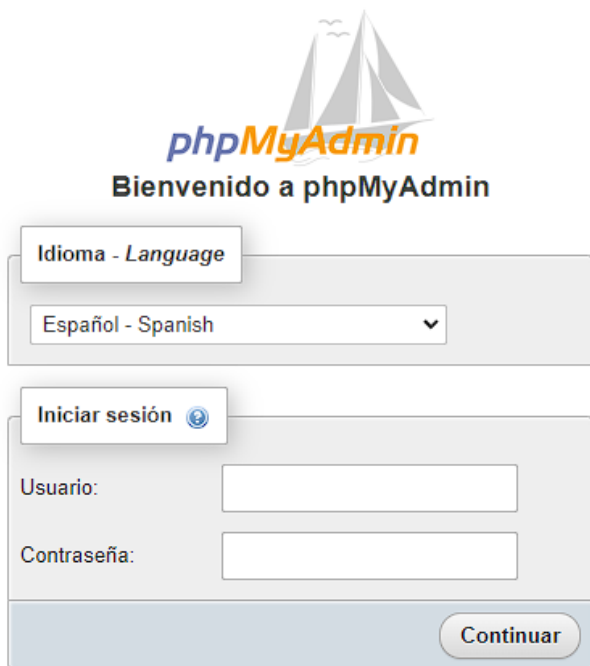 phpMyAdmin
Bienvenido a phpMyAdmin
Idioma - Language
Español - Spanish
Iniciar sesión
Usuario:
Contraseña:
Continuar